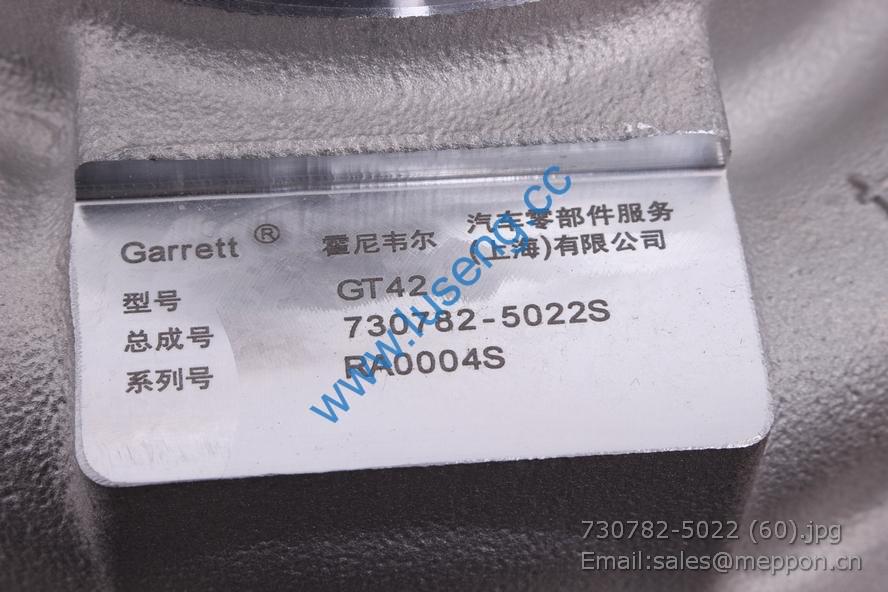 Garrett ® 霍尼韦尔 汽车零部件服务
(上海)有限公司
型号 GT42
总成号 730782-5022S
系列号 RA0004S
www.luseng.cc
730782-5022 (60).jpg
Email:sales@meppon.cn